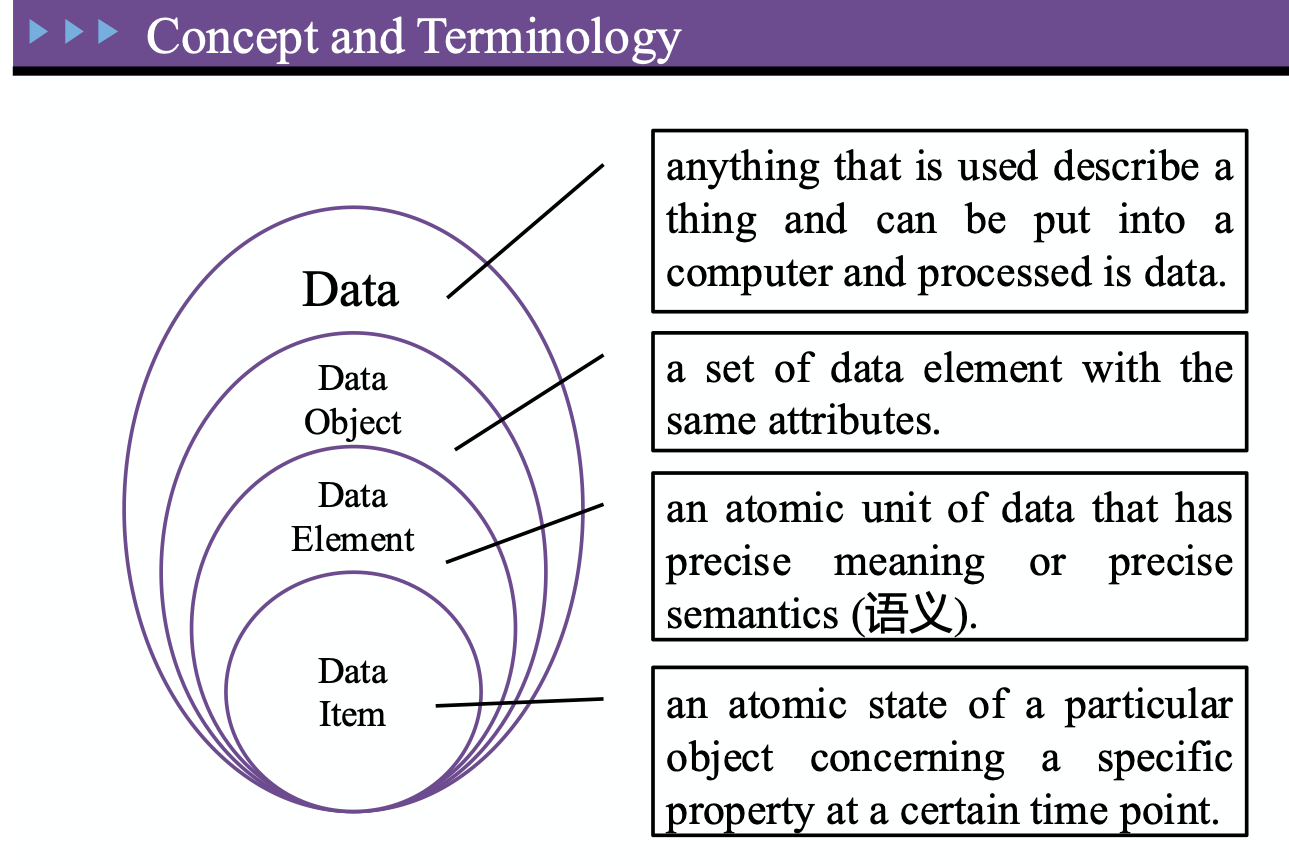 Concept and Terminology
Data
Data
Object
Data
Element
Data
Item
anything that is used describe a
thing and can be put into a
computer and processed is data.
a set of data element with the
same attributes.
an atomic unit of data that has
precise meaning or precise
semantics (语义).
an atomic state of a particular
object concerning a specific
property at a certain time point.